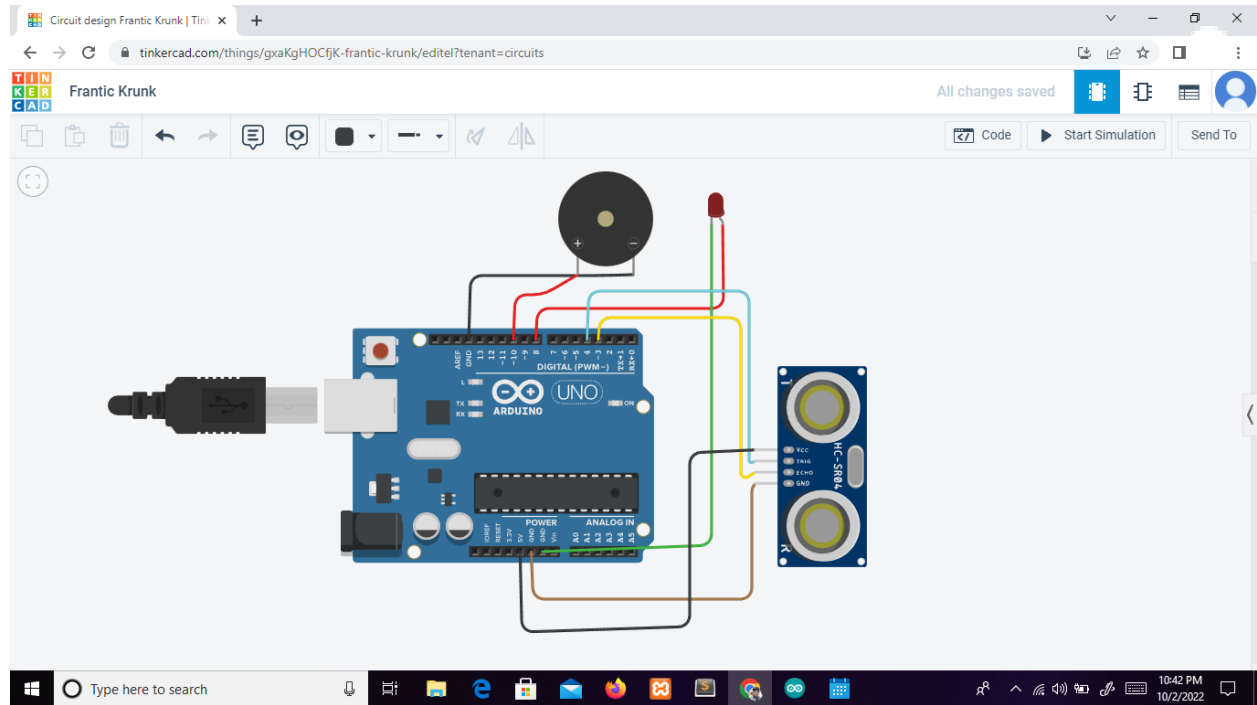 Circuit design Frantic Krunk | Tink
tinkercad.com/things/gxaKgHOCfjK-frantic-krunk/editel?tenant=circuits
TIN
KER
CAD
Frantic Krunk
All changes saved
Code
Start Simulation
Send To
AREF
GND
13
12
~11
~10
~9
8
7
~6
~5
4
~3
2
TX→1
RX←0
DIGITAL (PWM~)
L
TX
RX
ARDUINO
UNO
ON
IOREF
RESET
3.3V
5V
GND
GND
Vin
POWER
ANALOG IN
A0
A1
A2
A3
A4
A5
T
VCC
TRIG
ECHO
GND
HC-SR04
R
Type here to search
10:42 PM
10/2/2022